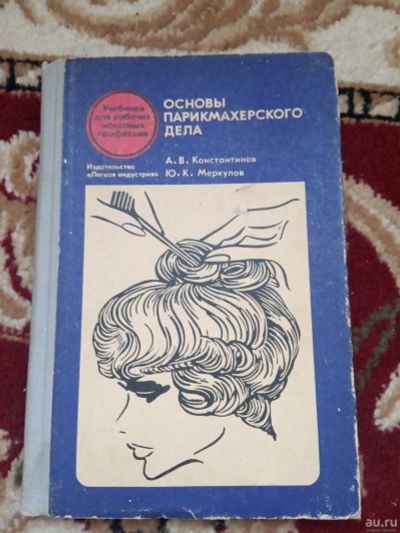 Учебники
для рабочих
массовых
профессий
ОСНОВЫ
ПАРИКМАХЕРСКОГО
ДЕЛА
Издательство
«Легкая индустрия»
А. В. Константинов
Ю. К. Меркулов
au.ru